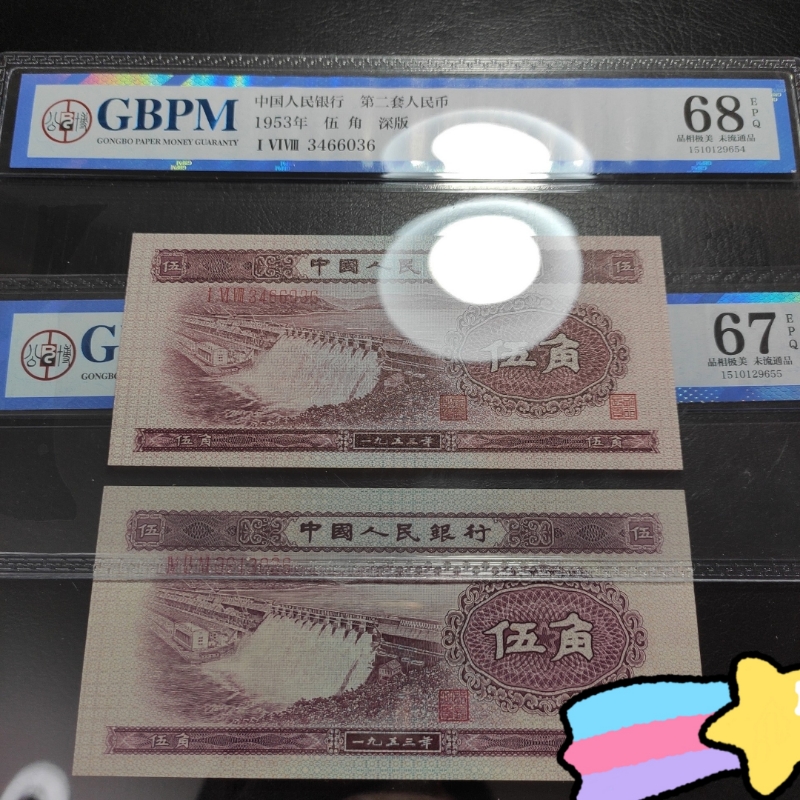 GBPM
GONGBO PAPER MONEY GUARANTY
中国人民银行 第二套人民币
1953年 伍角 深版
I VI VIII 3466036
68 EPQ
品相极美 未流通品
1510129654
伍 中國人民 伍
I VI VIII 3466036
伍角
伍角 一九五三年 伍角
G
GONGBO
67 EPQ
品相极美 未流通品
1510129655
伍 中國人民銀行 伍
伍角
伍角 一九五三年